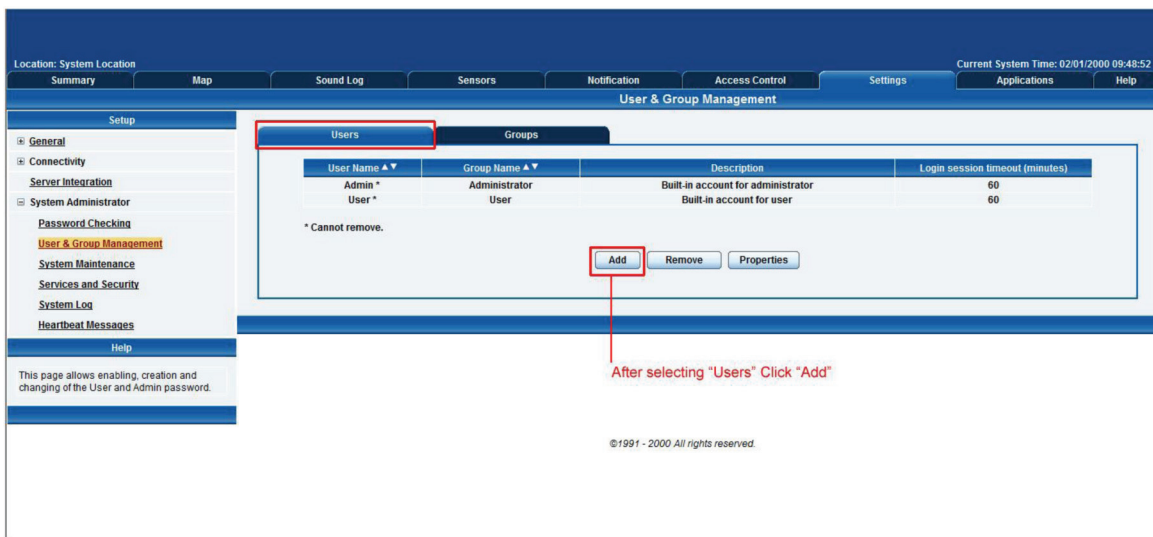 Location: System Location
Current System Time: 02/01/2000 09:48:52
Summary Map Sound Log Sensors Notification Access Control Settings Applications Help
User & Group Management
Setup
General
Connectivity
Server Integration
System Administrator
Password Checking
User & Group Management
System Maintenance
Services and Security
System Log
Heartbeat Messages
Help
This page allows enabling, creation and
changing of the User and Admin password.
Users Groups
User Name ▲▼ Group Name ▲▼ Description Login session timeout (minutes)
Admin * Administrator Built-in account for administrator 60
User * User Built-in account for user 60
* Cannot remove.
Add Remove Properties
After selecting “Users” Click “Add”
©1991 - 2000 All rights reserved.